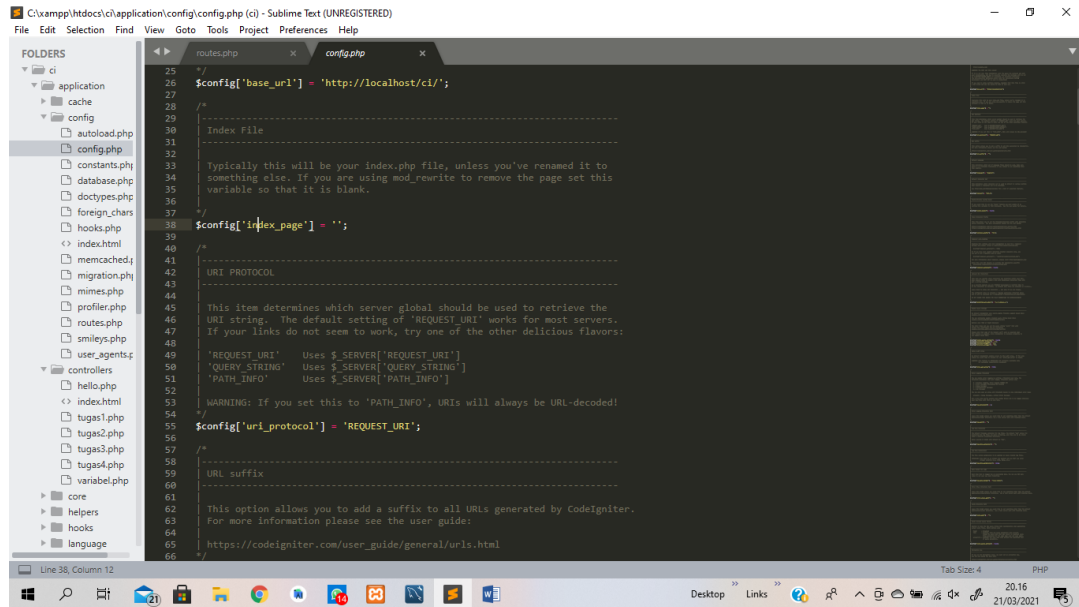 C:\xampp\htdocs\ci\application\config\config.php (ci) - Sublime Text (UNREGISTERED)
File Edit Selection Find View Goto Tools Project Preferences Help
FOLDERS
ci
application
cache
config
autoload.php
config.php
constants.php
database.php
doctypes.php
foreign_chars
hooks.php
index.html
memcached.p
migration.php
mimes.php
profiler.php
routes.php
smileys.php
user_agents.p
controllers
hello.php
index.html
tugas1.php
tugas2.php
tugas3.php
tugas4.php
variabel.php
core
helpers
hooks
language
routes.php × config.php ×
25 */
26 $config['base_url'] = 'http://localhost/ci/';
27
28 /*
29 |--------------------------------------------------------------------------
30 | Index File
31 |--------------------------------------------------------------------------
32 |
33 | Typically this will be your index.php file, unless you've renamed it to
34 | something else. If you are using mod_rewrite to remove the page set this
35 | variable so that it is blank.
36 |
37 */
38 $config['index_page'] = '';
39
40 /*
41 |--------------------------------------------------------------------------
42 | URI PROTOCOL
43 |--------------------------------------------------------------------------
44 |
45 | This item determines which server global should be used to retrieve the
46 | URI string.  The default setting of 'REQUEST_URI' works for most servers.
47 | If your links do not seem to work, try one of the other delicious flavors:
48 |
49 | 'REQUEST_URI'    Uses $_SERVER['REQUEST_URI']
50 | 'QUERY_STRING'   Uses $_SERVER['QUERY_STRING']
51 | 'PATH_INFO'      Uses $_SERVER['PATH_INFO']
52 |
53 | WARNING: If you set this to 'PATH_INFO', URIs will always be URL-decoded!
54 */
55 $config['uri_protocol'] = 'REQUEST_URI';
56
57 /*
58 |--------------------------------------------------------------------------
59 | URL suffix
60 |--------------------------------------------------------------------------
61 |
62 | This option allows you to add a suffix to all URLs generated by CodeIgniter.
63 | For more information please see the user guide:
64 |
65 | https://codeigniter.com/user_guide/general/urls.html
66 */
Line 38, Column 12 Tab Size: 4 PHP
21 14 Desktop » Links » 20.16
21/03/2021 5